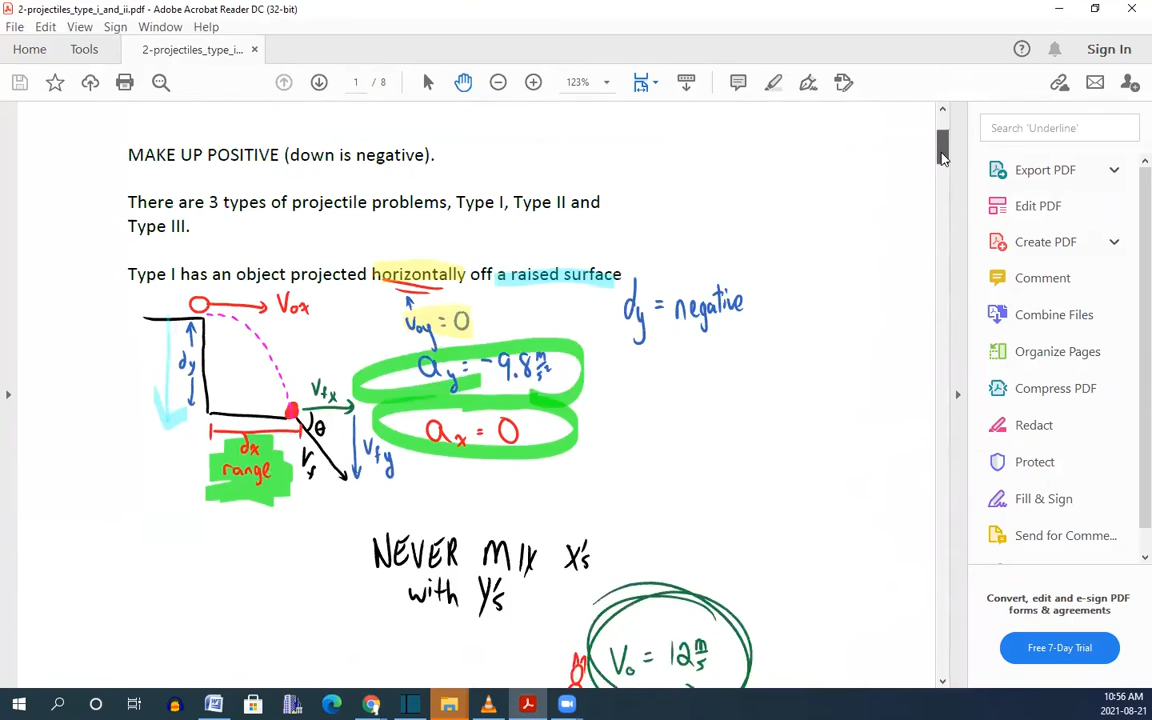 2-projectiles_type_i_and_ii.pdf - Adobe Acrobat Reader DC (32-bit)
File Edit View Sign Window Help
Home Tools 2-projectiles_type_i... × Sign In
1 / 8 123%
MAKE UP POSITIVE (down is negative).
There are 3 types of projectile problems, Type I, Type II and
Type III.
Type I has an object projected horizontally off a raised surface
Vox
Voy = 0
dy = negative
dy
ay = -9.8 m/s²
Vfx
ax = 0
θ
dx
range
Vf
Vfy
NEVER MIX X's
with Y's
Vo = 12 m/s
Search 'Underline'
Export PDF
Edit PDF
Create PDF
Comment
Combine Files
Organize Pages
Compress PDF
Redact
Protect
Fill & Sign
Send for Comme...
Convert, edit and e-sign PDF
forms & agreements
Free 7-Day Trial
10:56 AM
2021-08-21